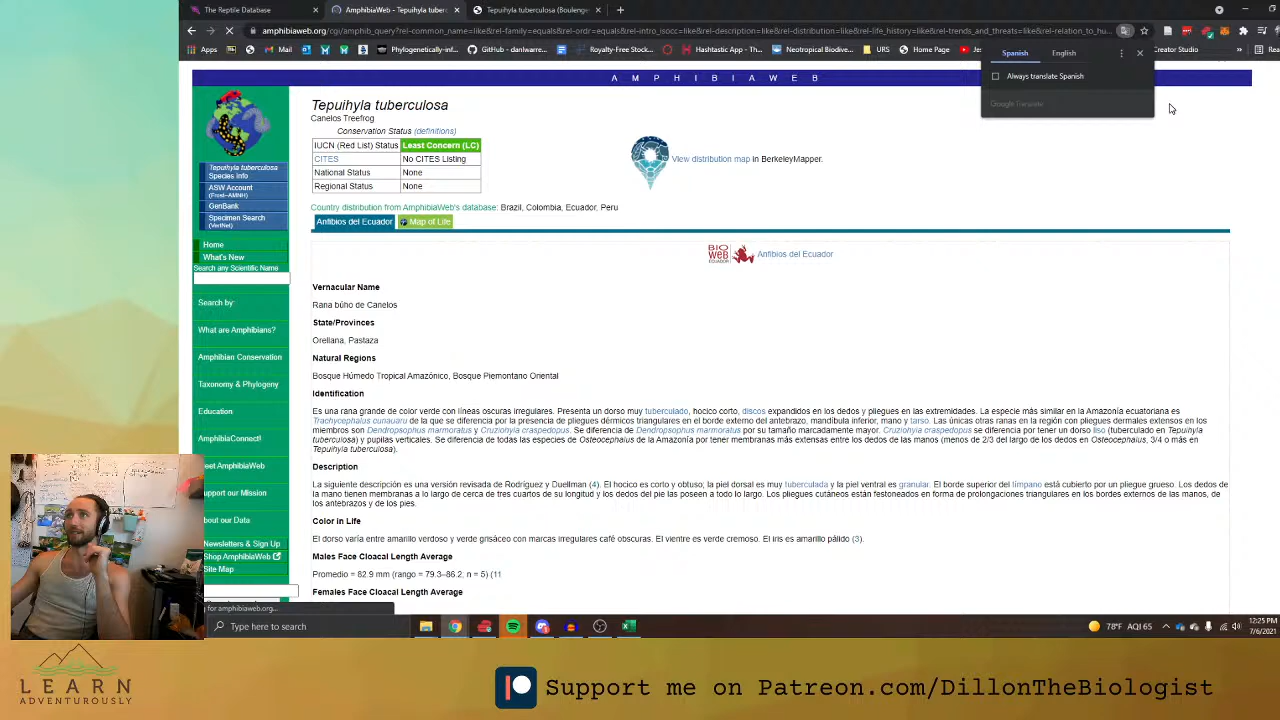 The Reptile Database
AmphibiaWeb - Tepuihyla tuber
Tepuihyla tuberculosa (Bouleng
amphibiaweb.org/cgi/amphib_query?rel-common_name=like&rel-family=equals&rel-ordr=equals&rel-intro_isocc=like&rel-description=like&rel-distribution=like&rel-life_history=like&rel-trends_and_threats=like&rel-relation_to_hu...
Apps
Phylogenetically-inf...
GitHub - danlwarre...
Royalty-Free Stock...
Hashtastic App - Th...
Neotropical Biodive...
URS
Home Page
Creator Studio
Spanish English
Always translate Spanish
Google Translate
A M P H I B I A W E B
Tepuihyla tuberculosa
Canelos Treefrog
Conservation Status (definitions)
IUCN (Red List) Status Least Concern (LC)
CITES No CITES Listing
National Status None
Regional Status None
View distribution map in BerkeleyMapper.
Country distribution from AmphibiaWeb's database: Brazil, Colombia, Ecuador, Peru
Anfibios del Ecuador Map of Life
BIO WEB ECUADOR Anfibios del Ecuador
Vernacular Name
Rana búho de Canelos
State/Provinces
Orellana, Pastaza
Natural Regions
Bosque Húmedo Tropical Amazónico, Bosque Piemontano Oriental
Identification
Es una rana grande de color verde con líneas oscuras irregulares. Presenta un dorso muy tuberculado, hocico corto, discos expandidos en los dedos y pliegues en las extremidades. La especie más similar en la Amazonía ecuatoriana es
Trachycephalus cunauaru de la que se diferencia por la presencia de pliegues dérmicos triangulares en el borde externo del antebrazo, mandíbula inferior, mano y tarso. Las únicas otras ranas en la región con pliegues dermales extensos en los
miembros son Dendropsophus marmoratus y Cruziohyla craspedopus. Se diferencia de Dendropsophus marmoratus por su tamaño marcadamente mayor. Cruziohyla craspedopus se diferencia por tener un dorso liso (tuberculado en Tepuihyla
tuberculosa) y pupilas verticales. Se diferencia de todas las especies de Osteocephalus de la Amazonía por tener membranas más extensas entre los dedos de las manos (menos de 2/3 del largo de los dedos en Osteocephalus, 3/4 o más en
Tepuihyla tuberculosa).
Description
La siguiente descripción es una versión revisada de Rodríguez y Duellman (4). El hocico es corto y obtuso; la piel dorsal es muy tuberculada y la piel ventral es granular. El borde superior del tímpano está cubierto por un pliegue grueso. Los dedos de
la mano tienen membranas a lo largo de cerca de tres cuartos de su longitud y los dedos del pie las poseen a todo lo largo. Los pliegues cutáneos están festoneados en forma de prolongaciones triangulares en los bordes externos de las manos, de
los antebrazos y de los pies.
Color in Life
El dorso varía entre amarillo verdoso y verde grisáceo con marcas irregulares café obscuras. El vientre es verde cremoso. El iris es amarillo pálido (3).
Males Face Cloacal Length Average
Promedio = 82.9 mm (rango = 79.3–86.2; n = 5) (11
Females Face Cloacal Length Average
Tepuihyla tuberculosa
Species Info
ASW Account
(Frost-AMNH)
GenBank
Specimen Search
(VertNet)
Home
What's New
Search any Scientific Name
Search by:
What are Amphibians?
Amphibian Conservation
Taxonomy & Phylogeny
Education
AmphibiaConnect!
eet AmphibiaWeb
upport our Mission
bout our Data
Newsletters & Sign Up
Shop AmphibiaWeb
Site Map
g for amphibiaweb.org...
Type here to search
78°F AQI 65
12:25 PM
7/6/2021
LEARN
ADVENTUROUSLY
Support me on Patreon.com/DillonTheBiologist